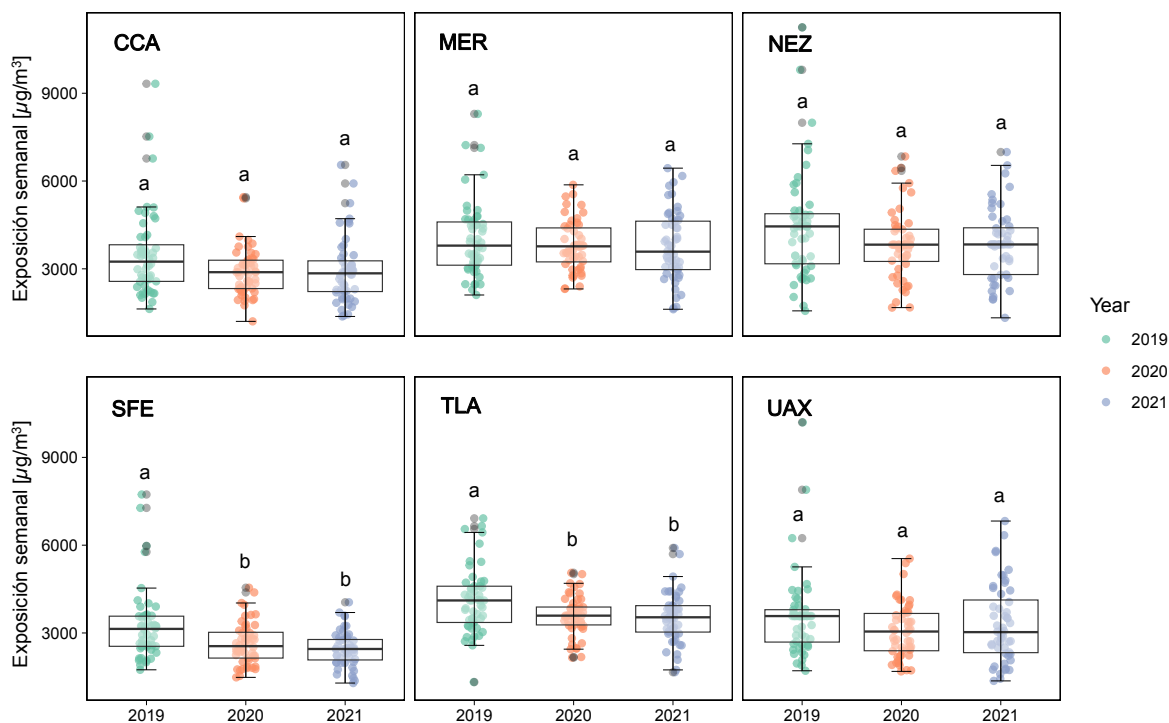 CCA
MER
NEZ
Exposición semanal [µg/m³]
9000
6000
3000
a
a
a
a
a
a
a
a
a
Year
2019
2020
2021
SFE
TLA
UAX
Exposición semanal [µg/m³]
9000
6000
3000
a
b
b
a
b
b
a
a
a
2019
2020
2021
2019
2020
2021
2019
2020
2021